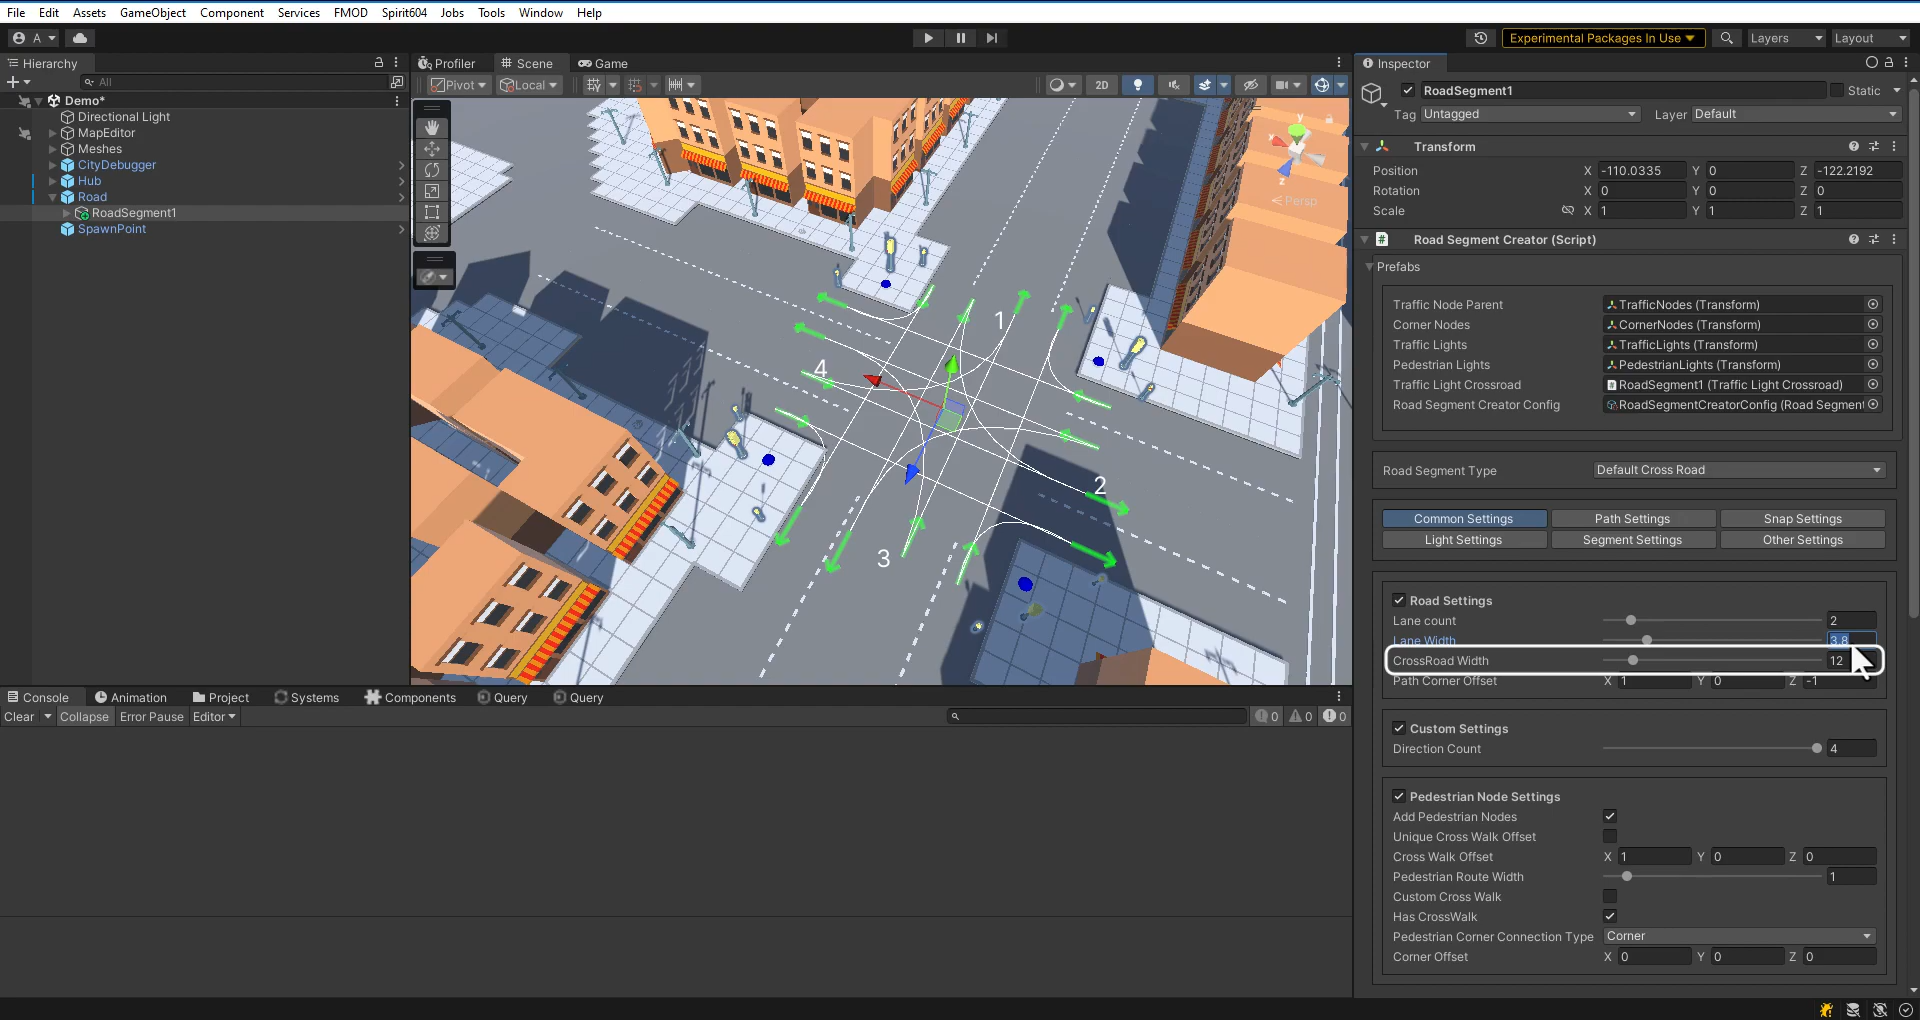 File Edit Assets GameObject Component Services FMOD Spirit604 Jobs Tools Window Help
A Experimental Packages In Use Layers Layout
Hierarchy Profiler Scene Game Inspector
All Pivot Local 2D RoadSegment1 Static
Demo* Tag Untagged Layer Default
Directional Light
MapEditor
Meshes
CityDebugger
Hub
Road
RoadSegment1
SpawnPoint
y
x
z
Persp
1
4
2
3
Transform
Position X -110.0335 Y 0 Z -122.2192
Rotation X 0 Y 0 Z 0
Scale X 1 Y 1 Z 1
# Road Segment Creator (Script)
Prefabs
Traffic Node Parent TrafficNodes (Transform)
Corner Nodes CornerNodes (Transform)
Traffic Lights TrafficLights (Transform)
Pedestrian Lights PedestrianLights (Transform)
Traffic Light Crossroad RoadSegment1 (Traffic Light Crossroad)
Road Segment Creator Config RoadSegmentCreatorConfig (Road Segment
Road Segment Type Default Cross Road
Common Settings Path Settings Snap Settings
Light Settings Segment Settings Other Settings
Road Settings
Lane count 2
Lane Width 3.8
CrossRoad Width 12
Path Corner Offset X 1 Y 0 Z -1
Custom Settings
Direction Count 4
Pedestrian Node Settings
Add Pedestrian Nodes
Unique Cross Walk Offset
Cross Walk Offset X 1 Y 0 Z 0
Pedestrian Route Width 1
Custom Cross Walk
Has CrossWalk
Pedestrian Corner Connection Type Corner
Corner Offset X 0 Y 0 Z 0
Console Animation Project Systems Components Query Query
Clear Collapse Error Pause Editor 0 0 0